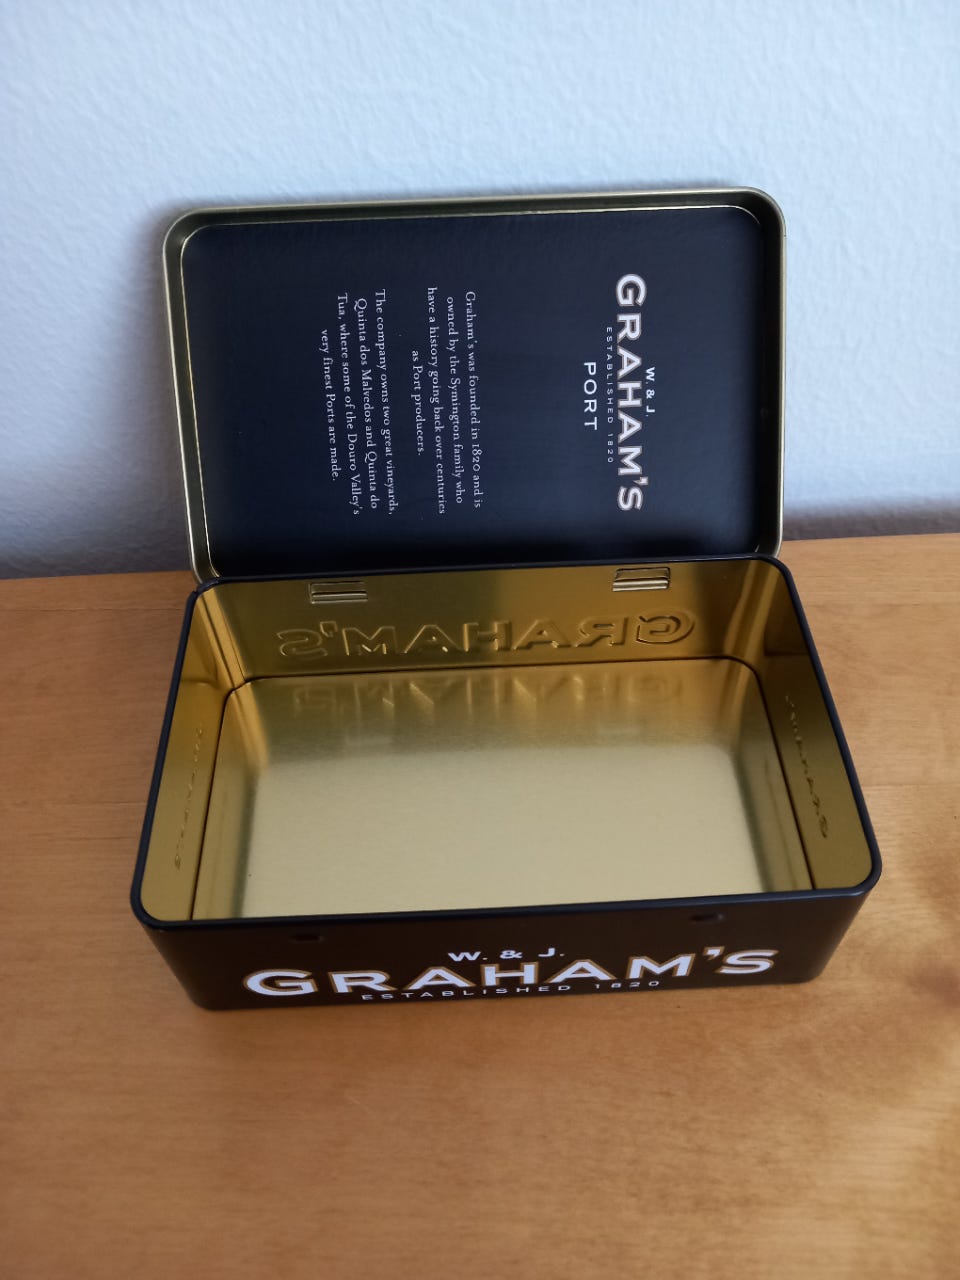 W. & J.
GRAHAM'S
ESTABLISHED 1820
PORT
Graham's was founded in 1820 and is
owned by the Symington family who
have a history going back over centuries
as Port producers.
The company owns two great vineyards,
Quinta dos Malvedos and Quinta do
Tua, where some of the Douro Valley's
very finest Ports are made.
GRAHAM'S
W. & J.
GRAHAM'S
ESTABLISHED 1820